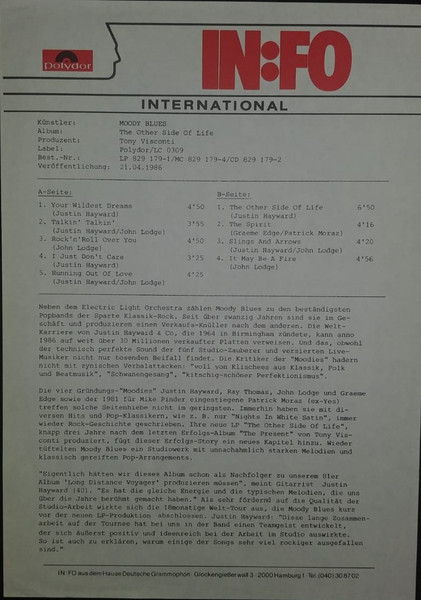 polydor
IN:FO
INTERNATIONAL
Künstler: MOODY BLUES
Album: The Other Side Of Life
Produzent: Tony Visconti
Label: Polydor/LC 0309
Best.-Nr.: LP 829 179-1/MC 829 179-4/CD 829 179-2
Veröffentlichung: 21.04.1986
A-Seite:
1. Your Wildest Dreams 4'50
(Justin Hayward)
2. Talkin' Talkin' 3'55
(Justin Hayward/John Lodge)
3. Rock'n'Roll Over You 4'50
(John Lodge)
4. I Just Don't Care 3'25
(Justin Hayward)
5. Running Out Of Love 4'25
(Justin Hayward/John Lodge)
B-Seite:
1. The Other Side Of Life 6'50
(Justin Hayward)
2. The Spirit 4'16
(Graeme Edge/Patrick Moraz)
3. Slings And Arrows 4'20
(Justin Hayward/John Lodge)
4. It May Be A Fire 4'56
(John Lodge)
Neben dem Electric Light Orchestra zählen Moody Blues zu den beständigsten
Popbands der Sparte Klassik-Rock. Seit über zwanzig Jahren sind sie im Ge-
schäft und produzieren einen Verkaufs-Knüller nach dem anderen. Die Welt-
Karriere von Justin Hayward & Co, die 1964 in Birmingham zündete, kann anno
1986 auf weit über 30 Millionen verkaufter Platten verweisen. Und das, obwohl
das technisch perfekte Sound der fünf Studio-Zauberer und versierten Live-
Musiker nicht nur tosenden Beifall findet. Die Kritiker der "Moodies" hadern
nicht mit zynischen Verbalattacken: "voll von Klischees aus Klassik, Folk
und Beatmusik", "Schwanengesang", "kitschig-schöner Perfektionismus".
Die vier Gründungs-"Moodies" Justin Hayward, Ray Thomas, John Lodge und Graeme
Edge sowie der 1981 für Mike Pinder eingestiegene Patrick Moraz (ex-Yes)
treffen solche Seitenhiebe nicht im geringsten. Immerhin haben sie mit di-
versen Hits und Pop-Klassikern, wie z. B. nur "Nights In White Satin", immer
wieder Rock-Geschichte geschrieben. Ihre neue LP "The Other Side Of Life",
knapp drei Jahre nach dem letzten Erfolgs-Album "The Present" von Tony Vis-
conti produziert, fügt dieser Erfolgs-Story ein neues Kapitel hinzu. Wieder
tüftelten Moody Blues ein Studiowerk mit unnachahmlich starken Melodien und
klassisch gereiften Pop-Arrangements.
"Eigentlich hätten wir dieses Album schon als Nachfolger zu unserem 81er
Album 'Long Distance Voyager' produzieren müssen", meint Gitarrist Justin
Hayward (40). "Es hat die gleiche Energie und die typischen Melodien, die uns
über die Jahre berühmt gemacht haben." Als sehr fördernd auf die Qualität der
Studio-Arbeit wirkte sich die 18monatige Welt-Tour aus, die Moody Blues kurz
vor der neuen LP-Produktion abschlossen. Justin Hayward: "Diese lange Zusammen-
arbeit auf der Tournee hat bei uns in der Band einen Teamgeist entwickelt,
der sich äußerst positiv und ideenreich bei der Arbeit im Studio auswirkte.
So ist auch zu erklären, warum einige der Songs sehr viel rockiger ausgefallen
sind."
IN:FO aus dem Hause Deutsche Grammophon · Glockengießerwall 3 · 2000 Hamburg 1 · Tel. (040) 30 87 02